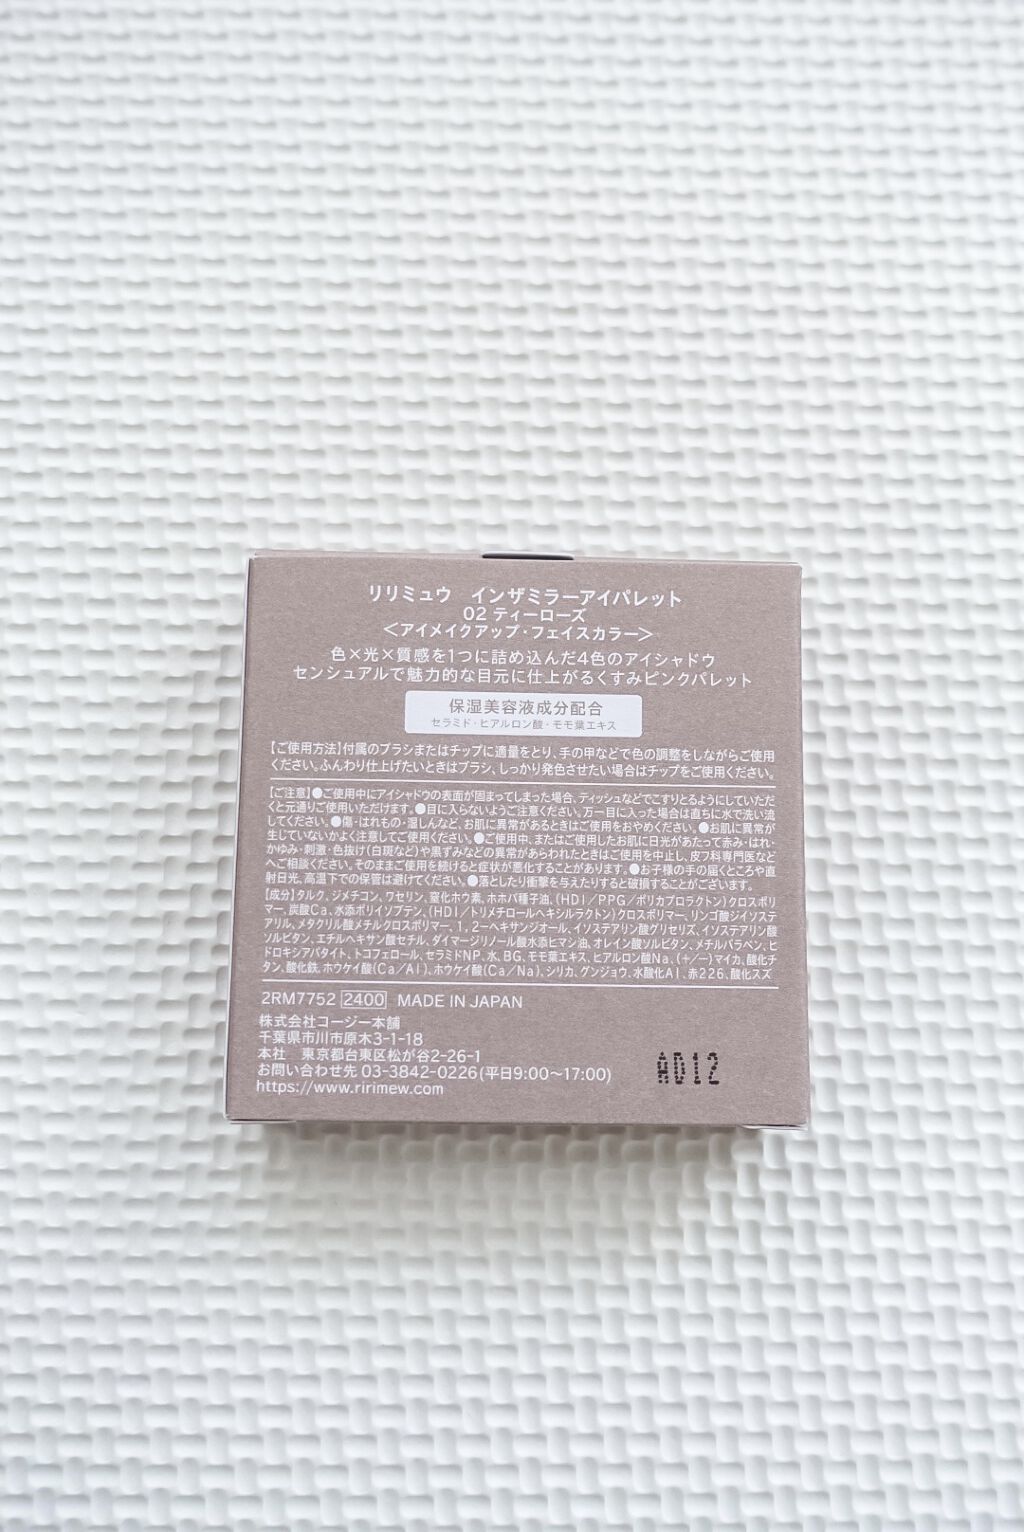 リリミュウ　インザミラーアイパレット
02 ティーローズ
＜アイメイクアップ・フェイスカラー＞
色×光×質感を1つに詰め込んだ4色のアイシャドウ
センシュアルで魅力的な目元に仕上がるくすみピンクパレット
保湿美容液成分配合
セラミド・ヒアルロン酸・モモ葉エキス
【ご使用方法】付属のブラシまたはチップに適量をとり、手の甲などで色の調整をしながらご使用
ください。ふんわり仕上げたいときはブラシ、しっかり発色させたい場合はチップをご使用ください。
【ご注意】●ご使用中にアイシャドウの表面が固まってしまった場合、ティッシュなどでこすりとるようにしていただ
くと元通りご使用いただけます。●目に入らないようご注意ください。万一目に入った場合は直ちに水で洗い流
してください。●傷・はれもの・湿しんなど、お肌に異常があるときはご使用をおやめください。●お肌に異常が
生じていないかよく注意してご使用ください。●ご使用中、またはご使用したお肌に日光があたって赤み・はれ・
かゆみ・刺激・色抜け(白斑など)や黒ずみなどの異常があらわれたときはご使用を中止し、皮フ科専門医など
へご相談ください。そのままご使用を続けると症状が悪化することがあります。●お子様の手の届くところや直
射日光、高温下での保管は避けてください。●落としたり衝撃を与えたりすると破損することがございます。
【成分】タルク、ジメチコン、ワセリン、窒化ホウ素、ホホバ種子油、(HDI／PPG／ポリカプロラクトン)クロスポリ
マー、炭酸Ca、水添ポリイソブテン、(HDI／トリメチロールヘキシルラクトン)クロスポリマー、リンゴ酸ジイソステ
アリル、メタクリル酸メチルクロスポリマー、1，2－ヘキサンジオール、イソステアリン酸グリセリズ、イソステアリン酸
ソルビタン、エチルヘキサン酸セチル、ダイマージリノール酸水添ヒマシ油、オレイン酸ソルビタン、メチルパラベン、ヒ
ドロキシアパタイト、トコフェロール、セラミドNP、水、BG、モモ葉エキス、ヒアルロン酸Na、(＋/－)マイカ、酸化チ
タン、酸化鉄、ホウケイ酸(Ca／Al)、ホウケイ酸(Ca／Na)、シリカ、グンジョウ、水酸化Al、赤226、酸化スズ
2RM7752 2400 MADE IN JAPAN
株式会社コージー本舗
千葉県市川市原木3-1-18
本社　東京都台東区松が谷2-26-1
お問い合わせ先 03-3842-0226(平日9:00〜17:00)
https://www.ririmew.com
AD12